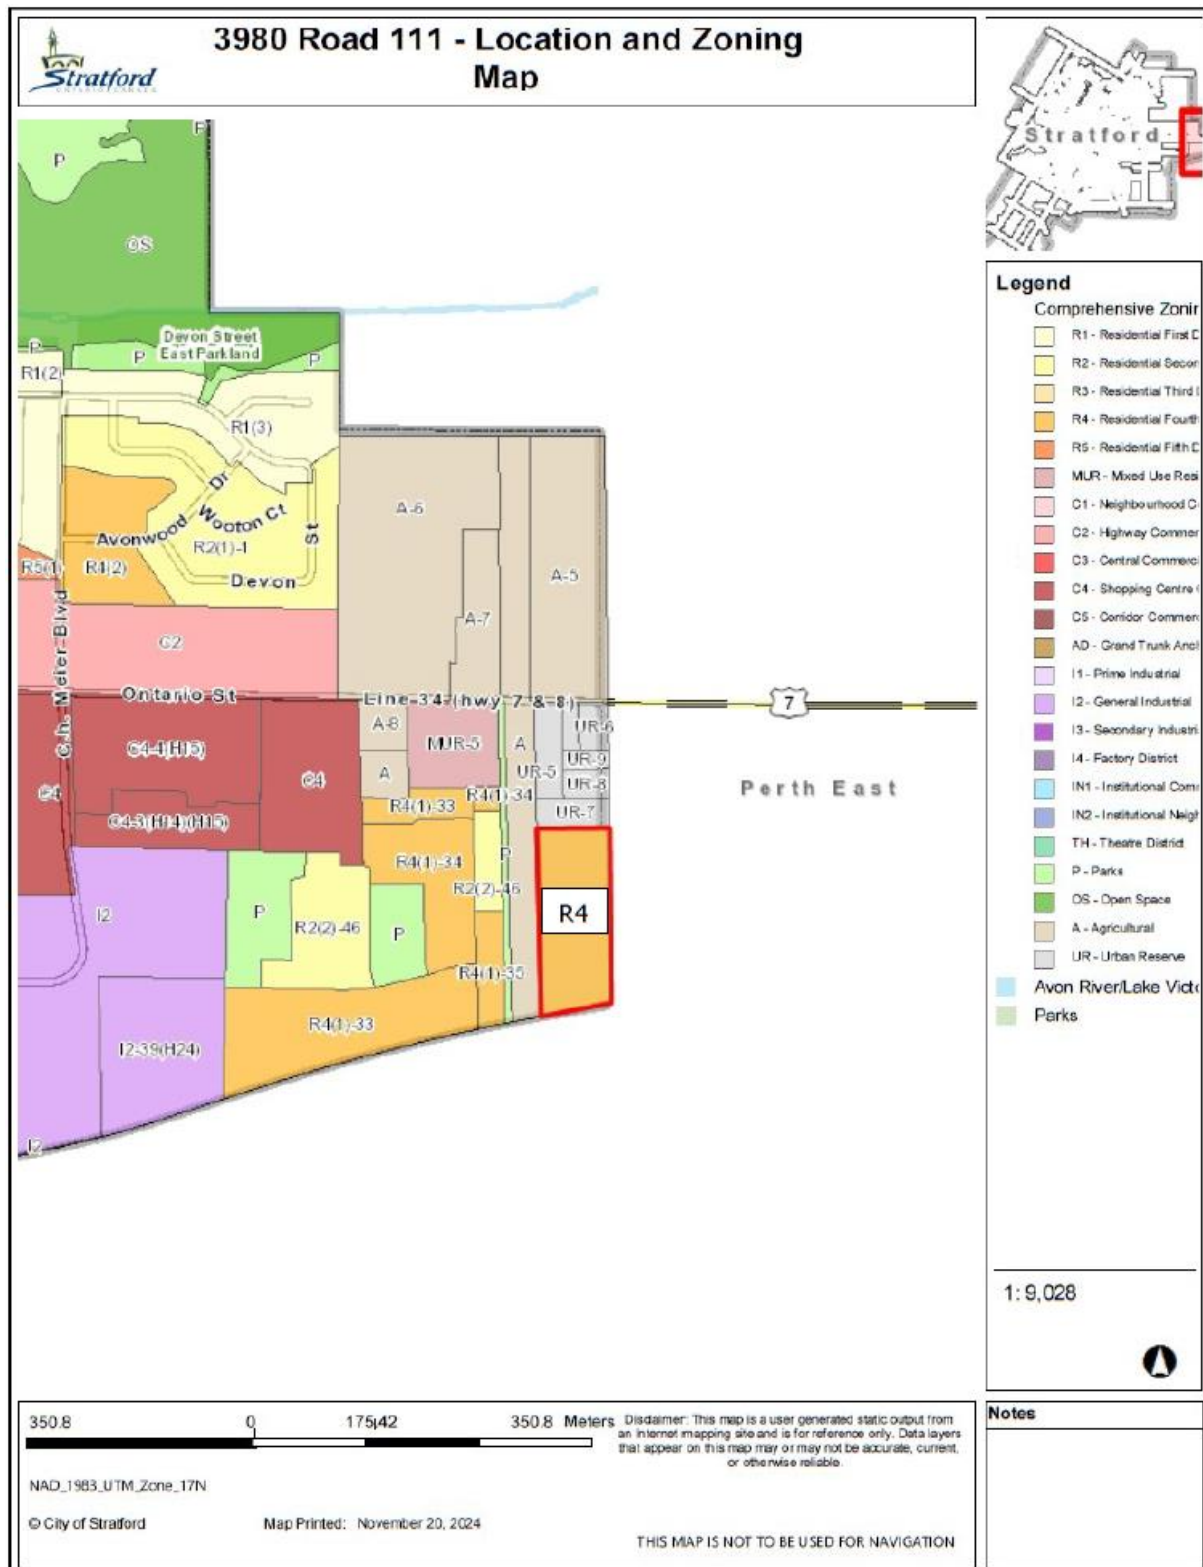 Stratford
3980 Road 111 - Location and Zoning
Map
Stratford
Legend
Comprehensive Zonin
R1 - Residential First D
R2 - Residential Secon
R3 - Residential Third
R4 - Residential Fourth
R5 - Residential Fifth D
MUR - Mixed Use Resi
C1 - Neighbourhood C
C2 - Highway Commer
C3 - Central Commerci
C4 - Shopping Centre
C5 - Corridor Commer
AD - Grand Trunk Anci
I1 - Prime Industrial
I2 - General Industrial
I3 - Secondary Industri
I4 - Factory District
IN1 - Institutional Com
IN2 - Institutional Neigh
TH - Theatre District
P - Parks
OS - Open Space
A - Agricultural
UR - Urban Reserve
Avon River/Lake Victo
Parks
1: 9,028
P
P
OS
Devon Street
East Parkland
P
P
P
R1(2)
R1(3)
Avonwood Dr
Wooton Ct
R2(1)-1
Devon St
R5(1)
R4(2)
C.h. Meier Blvd
C2
A-6
A-7
A-5
Ontario St
Line 34 (hwy 7 & 8)
7
C4-4(H15)
C4
C4
C4-3(H14)(H15)
A-8
A
MUR-5
A
UR-5
UR-6
UR-9
UR-8
UR-7
Perth East
R4(1)-33
R4(1)-34
R4(1)-34
R2(2)-46
P
R4
I2
P
R2(2)-46
P
R4(1)-35
R4(1)-33
I2-39(H24)
I2
350.8
0
175.42
350.8 Meters
NAD_1983_UTM_Zone_17N
© City of Stratford
Map Printed: November 20, 2024
Disclaimer: This map is a user generated static output from
an Internet mapping site and is for reference only. Data layers
that appear on this map may or may not be accurate, current,
or otherwise reliable.
THIS MAP IS NOT TO BE USED FOR NAVIGATION
Notes